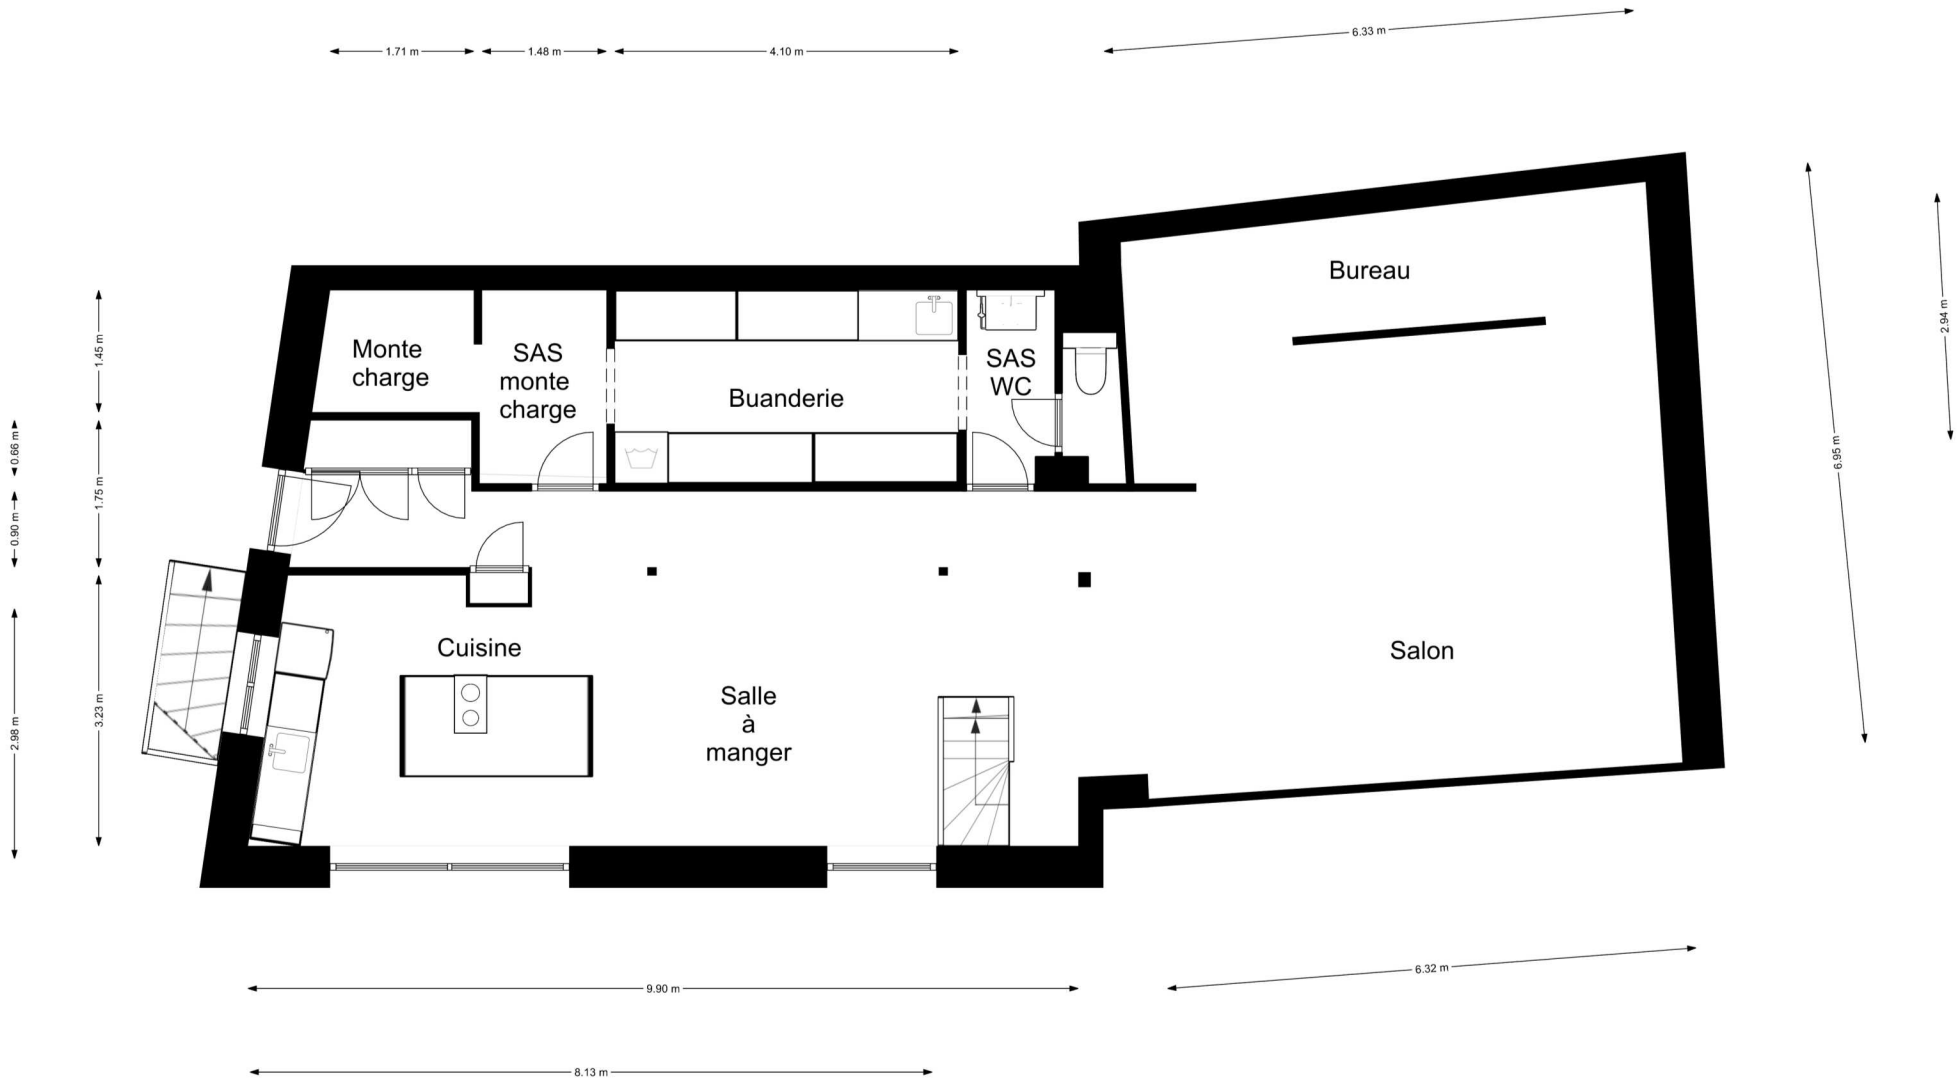 6.33 m
1.71 m
1.48 m
4.10 m
Bureau
2.94 m
Monte
charge
SAS
monte
charge
SAS
WC
Buanderie
1.45 m
0.66 m
1.75 m
0.90 m
6.95 m
Cuisine
Salon
Salle
à
manger
3.23 m
2.98 m
6.32 m
9.90 m
8.13 m